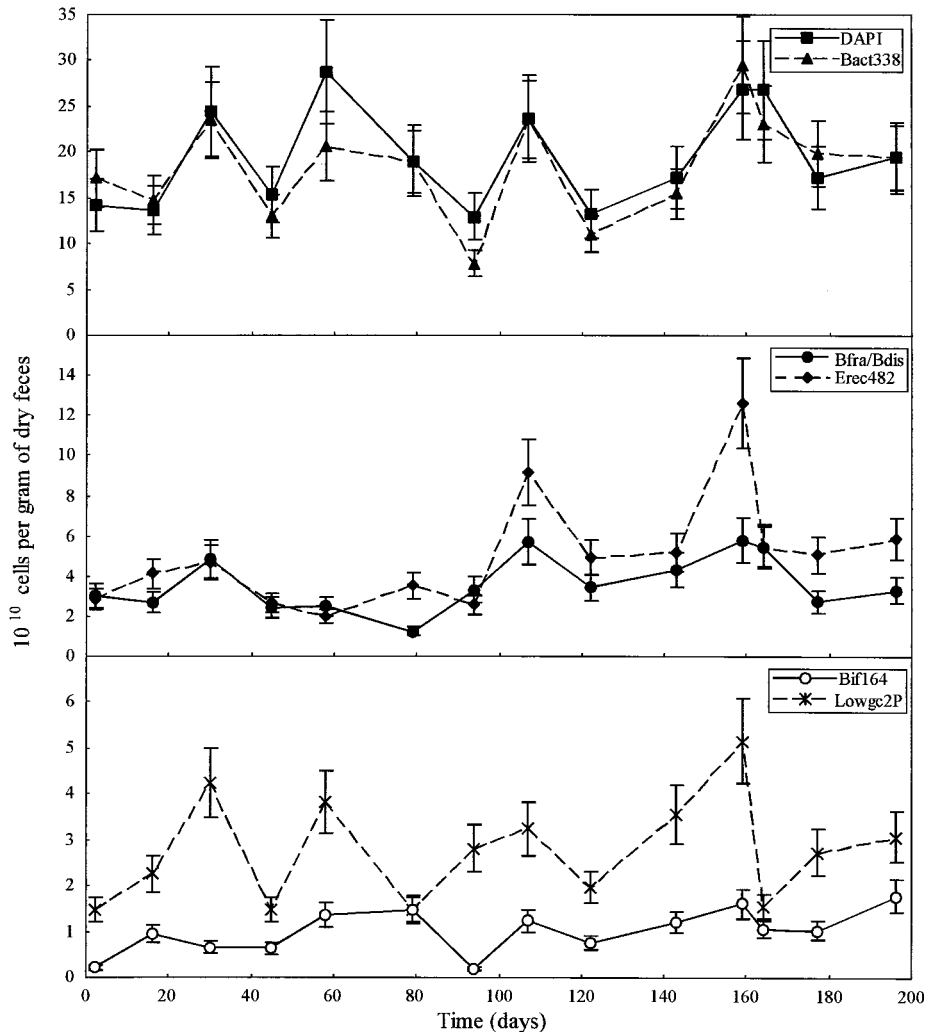 35
30
25
20
15
10
5
0
DAPI
Bact338
14
12
10
8
6
4
2
0
Bfra/Bdis
Erec482
6
5
4
3
2
1
0
Bif164
Lowgc2P
10^10 cells per gram of dry feces
0 20 40 60 80 100 120 140 160 180 200
Time (days)